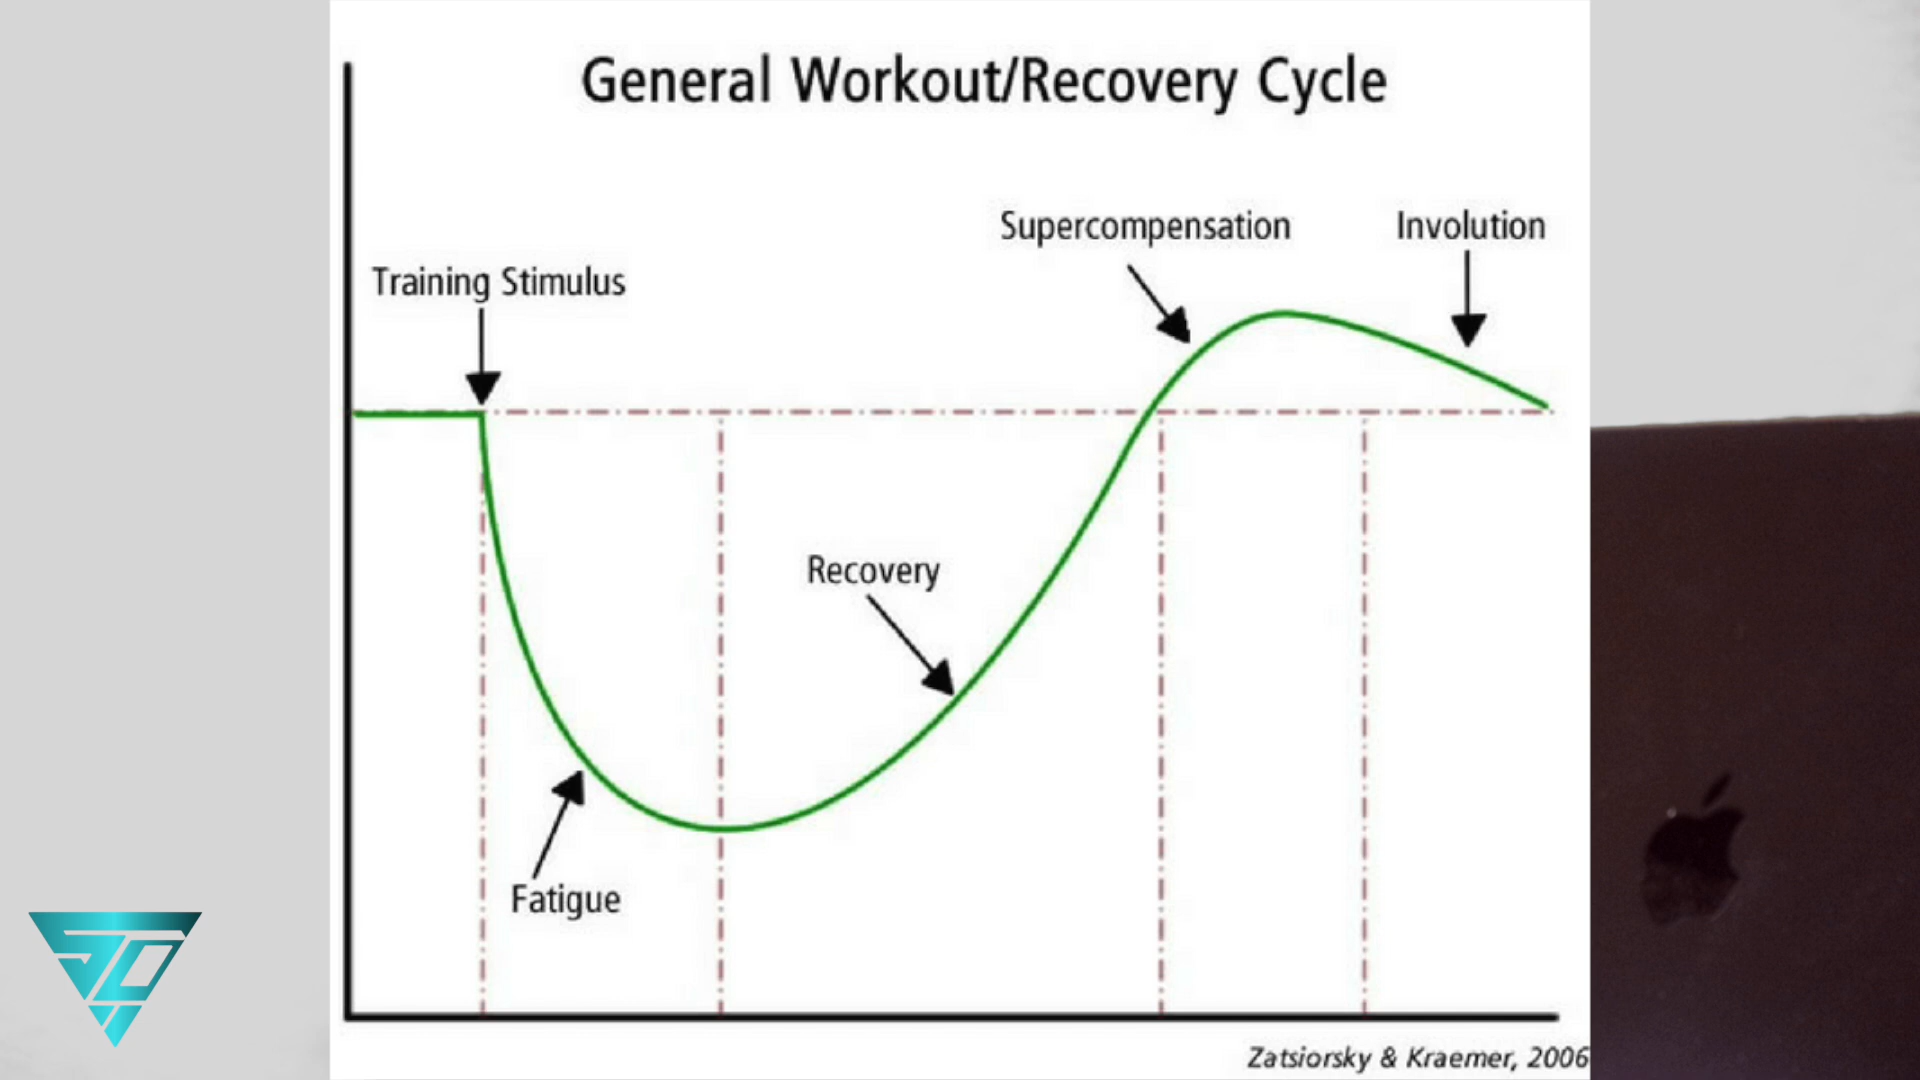 General Workout/Recovery Cycle
Supercompensation
Involution
Training Stimulus
Recovery
Fatigue
Zatsiorsky & Kraemer, 2006